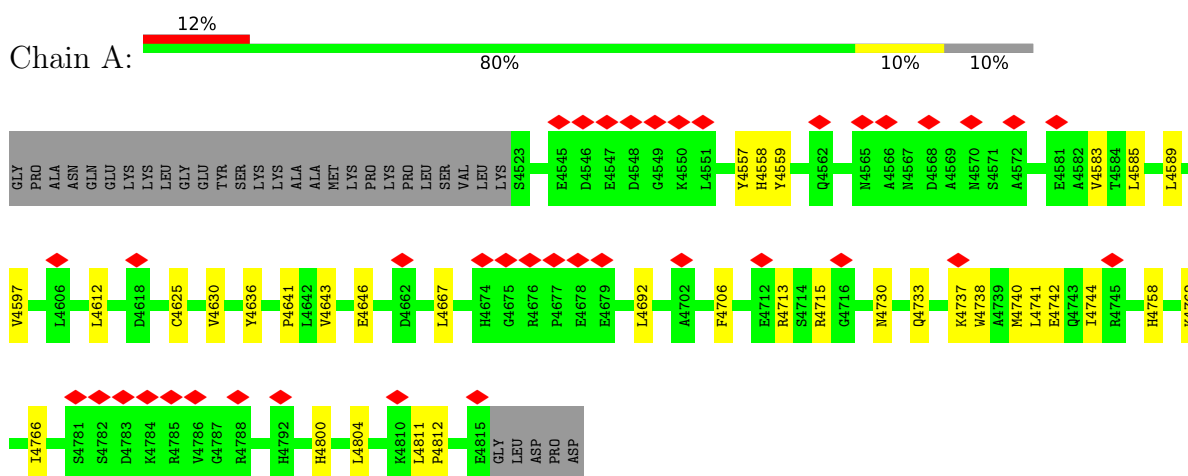 12%
Chain A:
80% 10% 10%
GLY PRO ALA ASN GLN GLU LYS LYS LEU GLY GLU TYR SER LYS LYS ALA ALA MET LYS PRO LYS PRO LEU SER VAL LEU LYS S4523 E4545 D4546 E4547 D4548 G4549 K4550 L4551 Y4557 H4558 Y4559 Q4562 N4565 A4566 N4567 D4568 A4569 N4570 S4571 A4572 E4581 A4582 V4583 T4584 L4585 L4589
V4597 L4606 L4612 D4618 C4625 V4630 Y4636 P4641 L4642 V4643 E4646 D4662 L4667 H4674 G4675 R4676 P4677 E4678 E4679 L4692 A4702 F4706 E4712 R4713 S4714 R4715 G4716 N4730 Q4733 K4737 W4738 A4739 M4740 L4741 E4742 Q4743 I4744 R4745 H4758
I4766 S4781 S4782 D4783 K4784 R4785 V4786 G4787 R4788 H4792 H4800 L4804 K4810 L4811 P4812 E4815 GLY LEU ASP PRO ASP